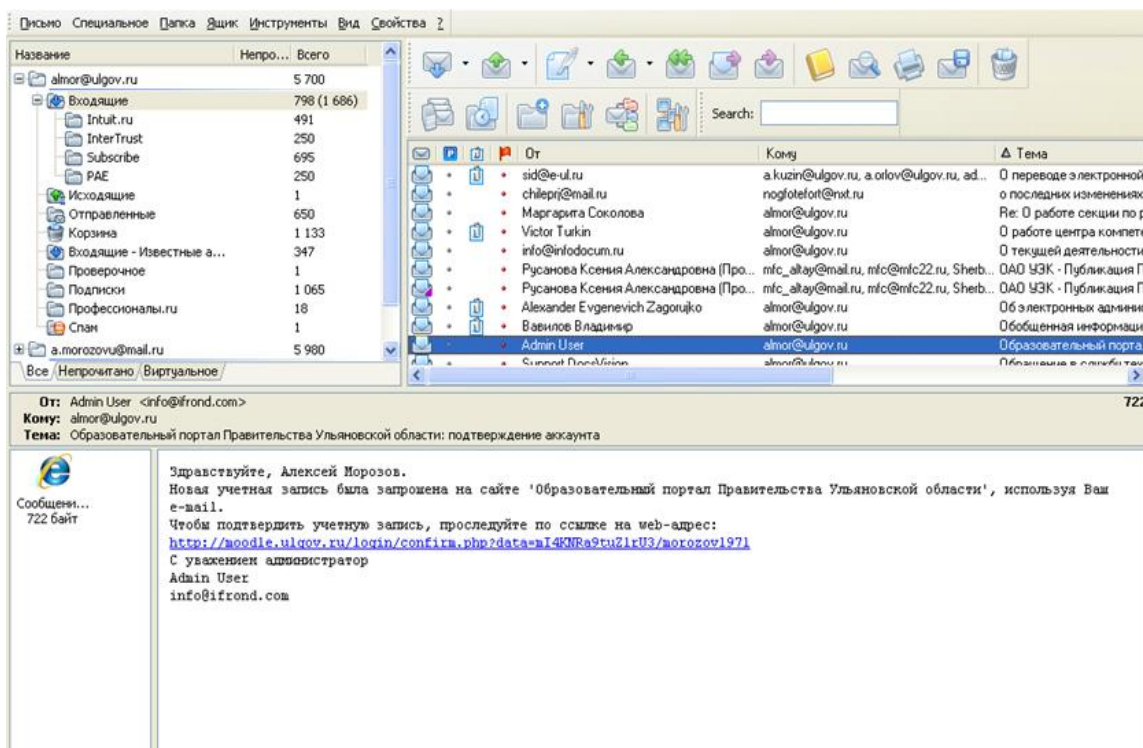 Письмо Специальное Папка Ящик Инструменты Вид Свойства ?
Название Непро... Всего
almor@ulgov.ru 5 700
Входящие 798 (1 686)
Intuit.ru 491
InterTrust 250
Subscribe 695
PAE 250
Исходящие 1
Отправленные 650
Корзина 1 133
Входящие - Известные а... 347
Проверочное 1
Подписки 1 065
Профессионалы.ru 18
Спам 1
a.morozovu@mail.ru 5 980
Все Непрочитано Виртуальное
Search:
От Кому Тема
sid@e-ul.ru a.kuzin@ulgov.ru, a.orlov@ulgov.ru, ad... О переводе электронной
chileprj@mail.ru nogfotefort@nxt.ru о последних изменениях
Маргарита Соколова almor@ulgov.ru Re: О работе секции по р
Victor Turkin almor@ulgov.ru О работе центра компете
info@infodocum.ru almor@ulgov.ru О текущей деятельности
Русанова Ксения Александровна (Про... mfc_altay@mail.ru, mfc@mfc22.ru, Sherb... ОАО УЭК - Публикация П
Русанова Ксения Александровна (Про... mfc_altay@mail.ru, mfc@mfc22.ru, Sherb... ОАО УЭК - Публикация П
Alexander Evgenevich Zagorujko almor@ulgov.ru Об электронных админи
Вавилов Владимир almor@ulgov.ru Обобщенная информаци
Admin User almor@ulgov.ru Образовательный порта
Support DocsVision almor@ulgov.ru Обращение в службу тех
От: Admin User <info@ifrond.com> 722
Кому: almor@ulgov.ru
Тема: Образовательный портал Правительства Ульяновской области: подтверждение аккаунта
Сообщени...
722 байт
Здравствуйте, Алексей Морозов.
Новая учетная запись была запрошена на сайте 'Образовательный портал Правительства Ульяновской области', используя Ваш
e-mail.
Чтобы подтвердить учетную запись, проследуйте по ссылке на web-адрес:
http://moodle.ulgov.ru/login/confirm.php?data=mI4KNRa9tuZlrU3/morozov1971
С уважением администратор
Admin User
info@ifrond.com